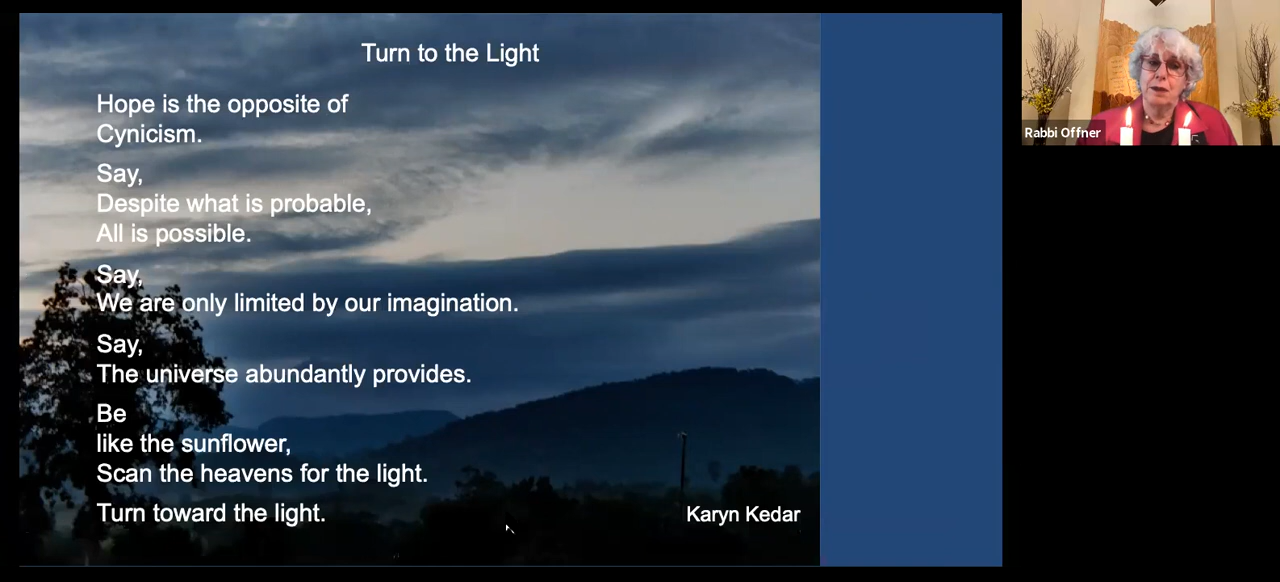 Turn to the Light
Hope is the opposite of
Cynicism.
Say,
Despite what is probable,
All is possible.
Say,
We are only limited by our imagination.
Say,
The universe abundantly provides.
Be
like the sunflower,
Scan the heavens for the light.
Turn toward the light.
Karyn Kedar
Rabbi Offner